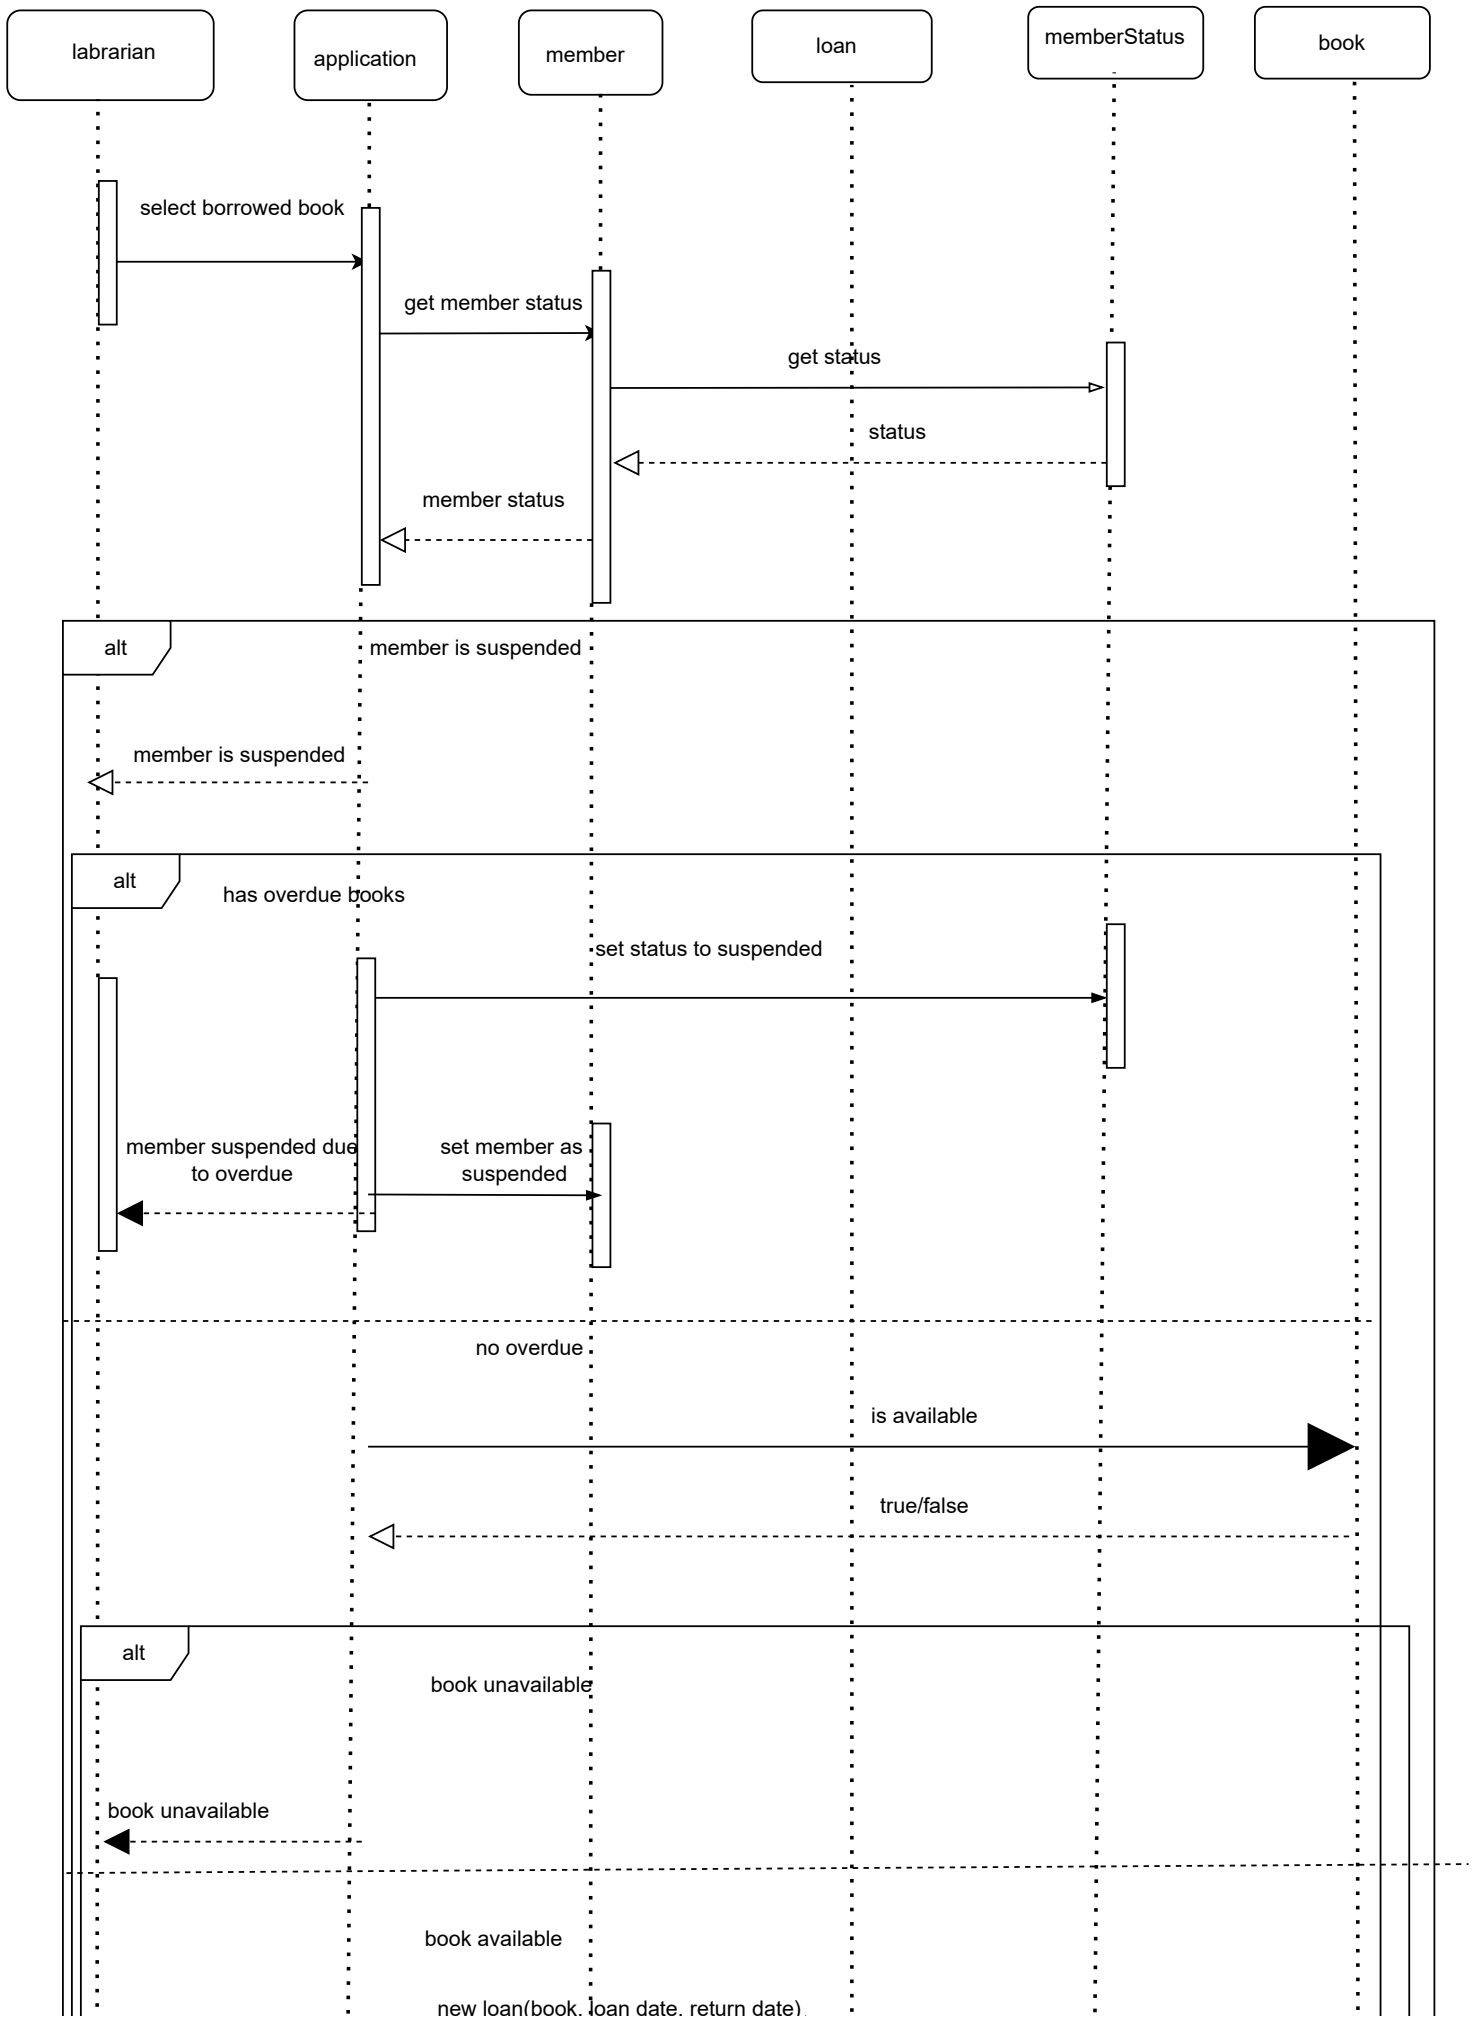 labrarian
application
member
loan
memberStatus
book
select borrowed book
get member status
get status
status
member status
alt
member is suspended
member is suspended
alt
has overdue books
set status to suspended
member suspended due
to overdue
set member as
suspended
no overdue
is available
true/false
alt
book unavailable
book unavailable
book available
new loan(book, loan date, return date)